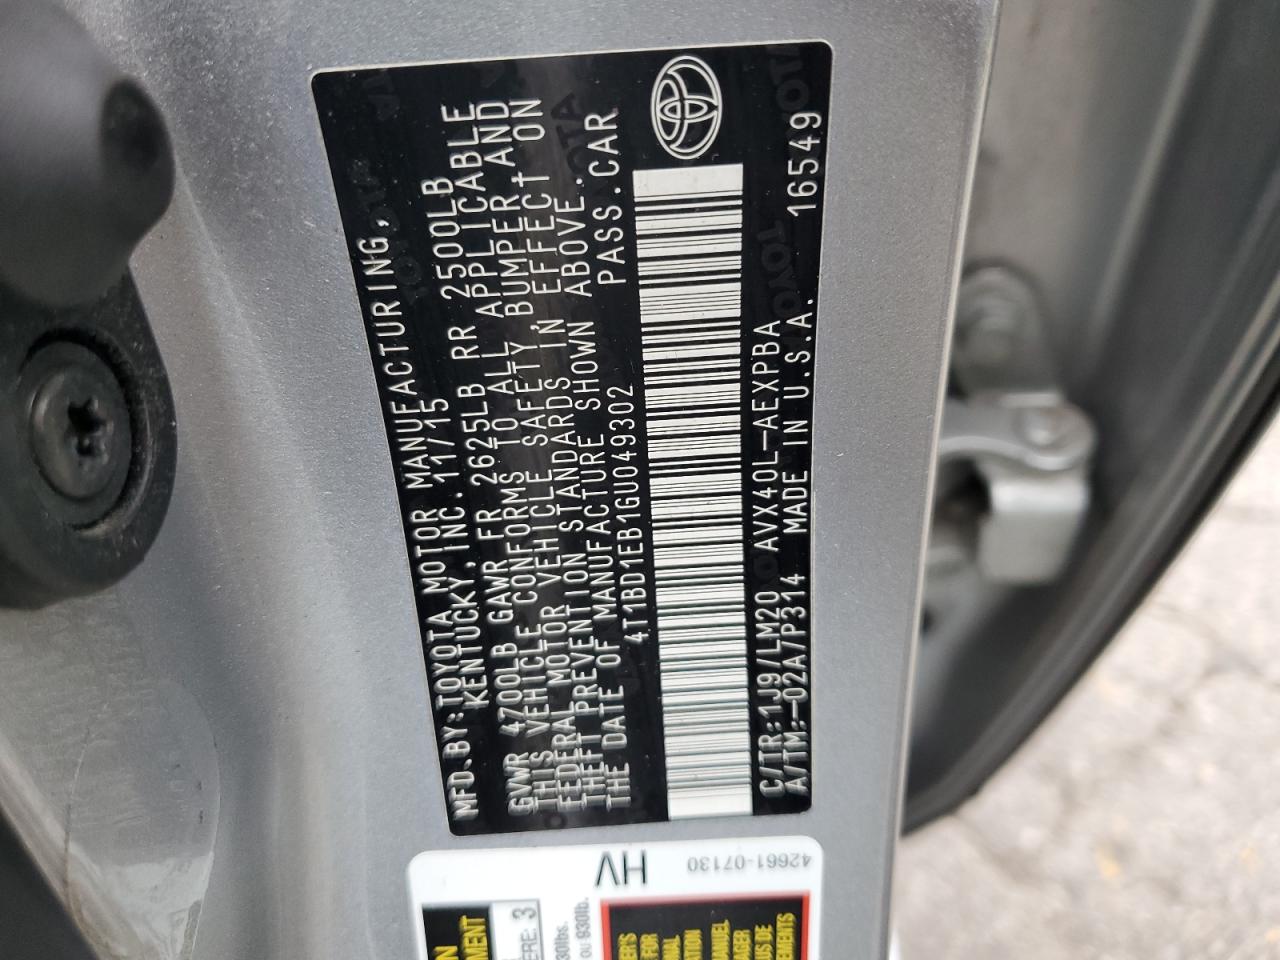 MFD.BY:TOYOTA MOTOR MANUFACTURING,
KENTUCKY,INC. 11/15
GVWR 4700LB GAWR FR 2625LB RR 2500LB
THIS VEHICLE CONFORMS TO ALL APPLICABLE
FEDERAL MOTOR VEHICLE SAFETY,BUMPER,AND
THEFT PREVENTION STANDARDS IN EFFECT ON
THE DATE OF MANUFACTURE SHOWN ABOVE.
4T1BD1EB1GU049302 PASS.CAR
C/TR:1J9/LM20 AVX40L-AEXPBA
A/TM:-02A/P314 MADE IN U.S.A. 16549
HV 42661-07130
3
930lb.
MANUEL